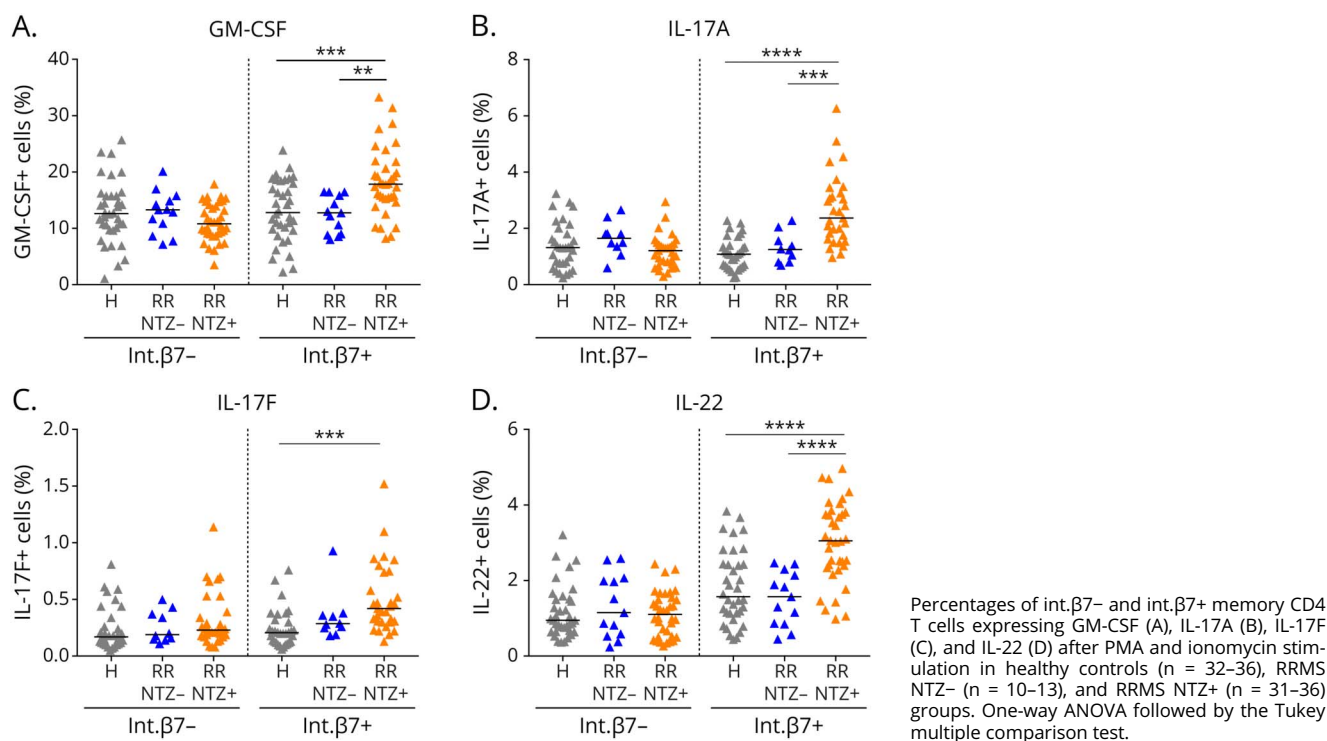 A.
GM-CSF
GM-CSF+ cells (%)
40
30
20
10
0
***
**
H RR RR H RR RR
NTZ− NTZ+ NTZ− NTZ+
Int.β7− Int.β7+
B.
IL-17A
IL-17A+ cells (%)
8
6
4
2
0
****
***
H RR RR H RR RR
NTZ− NTZ+ NTZ− NTZ+
Int.β7− Int.β7+
C.
IL-17F
IL-17F+ cells (%)
2.0
1.5
1.0
0.5
0.0
***
H RR RR H RR RR
NTZ− NTZ+ NTZ− NTZ+
Int.β7− Int.β7+
D.
IL-22
IL-22+ cells (%)
6
4
2
0
****
****
H RR RR H RR RR
NTZ− NTZ+ NTZ− NTZ+
Int.β7− Int.β7+
Percentages of int.β7− and int.β7+ memory CD4
T cells expressing GM-CSF (A), IL-17A (B), IL-17F
(C), and IL-22 (D) after PMA and ionomycin stim-
ulation in healthy controls (n = 32–36), RRMS
NTZ− (n = 10–13), and RRMS NTZ+ (n = 31–36)
groups. One-way ANOVA followed by the Tukey
multiple comparison test.